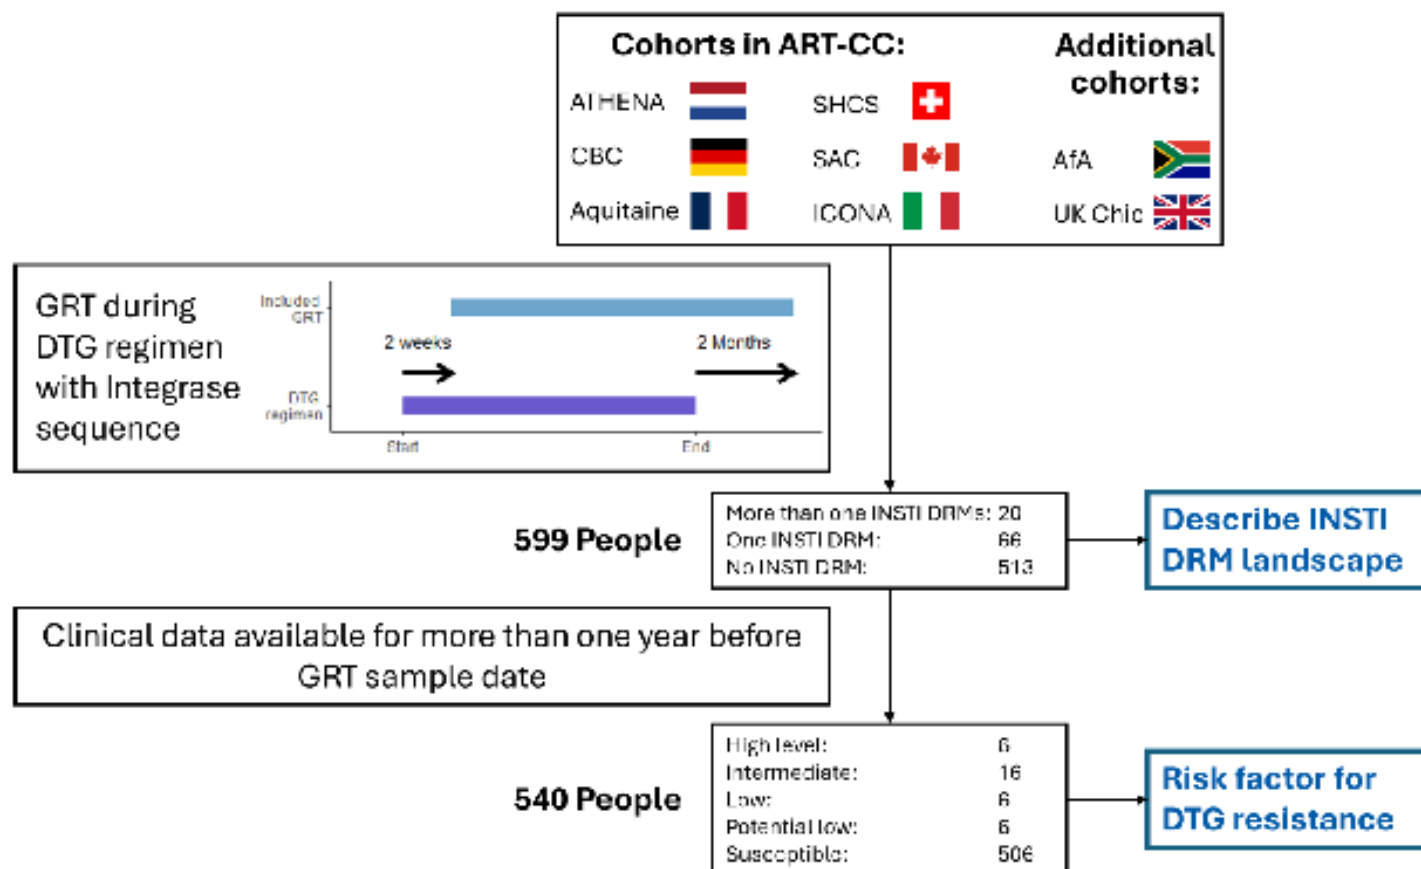 Cohorts in ART-CC:
Additional
cohorts:
ATHENA
SHCS
CBC
SAC
AfA
Aquitaine
ICONA
UK Chic
GRT during
DTG regimen
with Integrase
sequence
Included
GRT
2 weeks
2 Months
DTG
regimen
Start
End
599 People
More than one INSTI DRMs: 20
One INSTI DRM: 66
No INSTI DRM: 513
Describe INSTI
DRM landscape
Clinical data available for more than one year before
GRT sample date
540 People
High level: 6
Intermediate: 16
Low: 6
Potential low: 6
Susceptible: 506
Risk factor for
DTG resistance